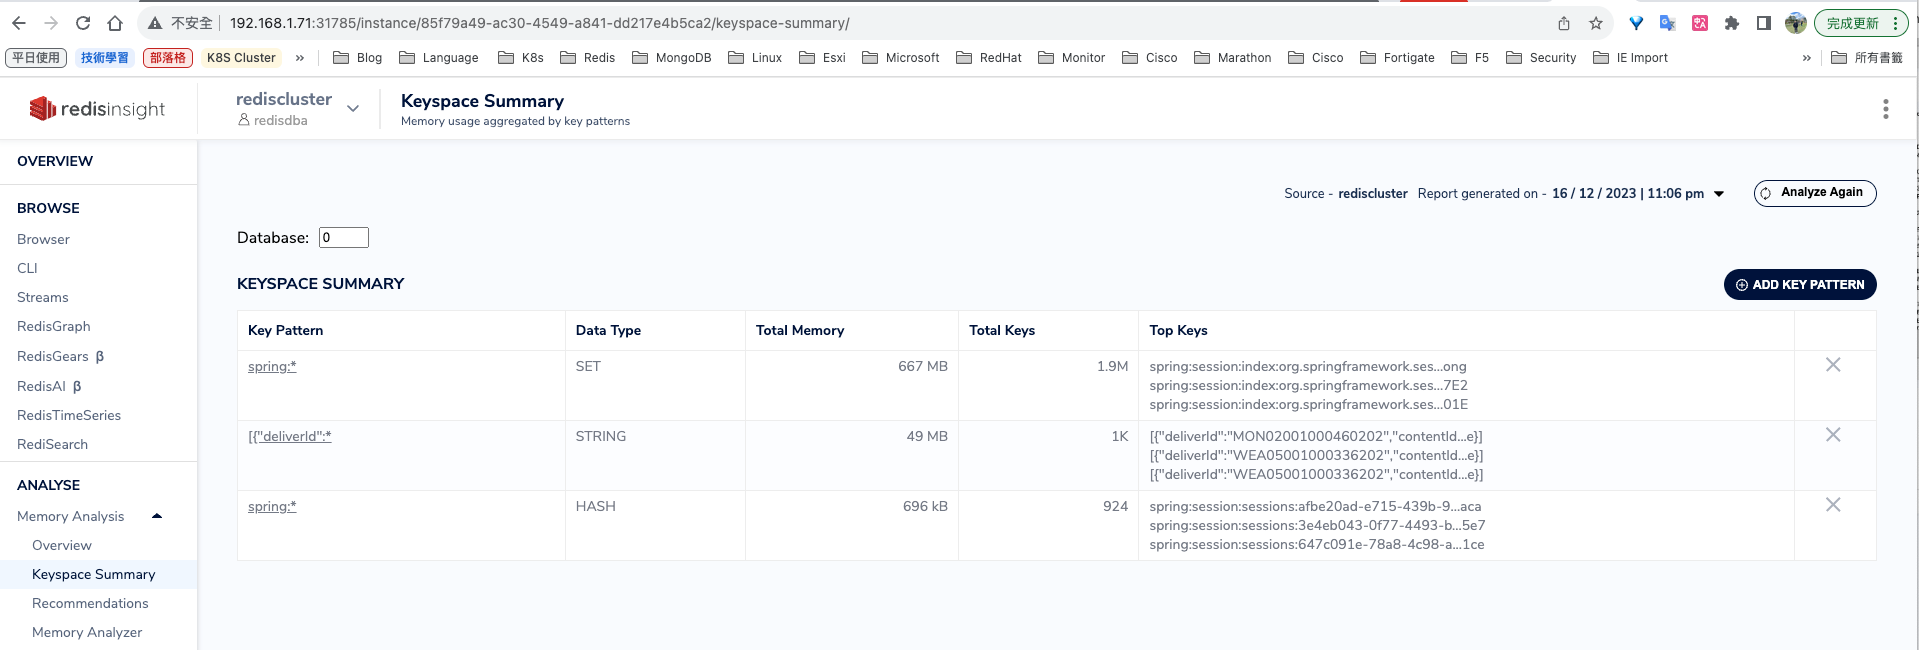 不安全 192.168.1.71:31785/instance/85f79a49-ac30-4549-a841-dd217e4b5ca2/keyspace-summary/ 完成更新
平日使用 技術學習 部落格 K8S Cluster » Blog Language K8s Redis MongoDB Linux Esxi Microsoft RedHat Monitor Cisco Marathon Cisco Fortigate F5 Security IE Import » 所有書籤
redisinsight
rediscluster
redisdba
Keyspace Summary
Memory usage aggregated by key patterns
OVERVIEW
BROWSE
Browser
CLI
Streams
RedisGraph
RedisGears β
RedisAI β
RedisTimeSeries
RediSearch
ANALYSE
Memory Analysis
Overview
Keyspace Summary
Recommendations
Memory Analyzer
Source - rediscluster Report generated on - 16 / 12 / 2023 | 11:06 pm Analyze Again
Database: 0
KEYSPACE SUMMARY
ADD KEY PATTERN
Key Pattern Data Type Total Memory Total Keys Top Keys
spring:* SET 667 MB 1.9M spring:session:index:org.springframework.ses...ong
spring:session:index:org.springframework.ses...7E2
spring:session:index:org.springframework.ses...01E
[{"deliverId":* STRING 49 MB 1K [{"deliverId":"MON02001000460202","contentId...e}]
[{"deliverId":"WEA05001000336202","contentId...e}]
[{"deliverId":"WEA05001000336202","contentId...e}]
spring:* HASH 696 kB 924 spring:session:sessions:afbe20ad-e715-439b-9...aca
spring:session:sessions:3e4eb043-0f77-4493-b...5e7
spring:session:sessions:647c091e-78a8-4c98-a...1ce